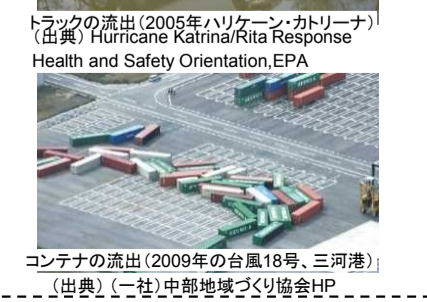 トラックの流出(2005年ハリケーン・カトリーナ)
(出典) Hurricane Katrina/Rita Response
Health and Safety Orientation,EPA
コンテナの流出(2009年の台風18号、三河港)
(出典)(一社)中部地域づくり協会HP